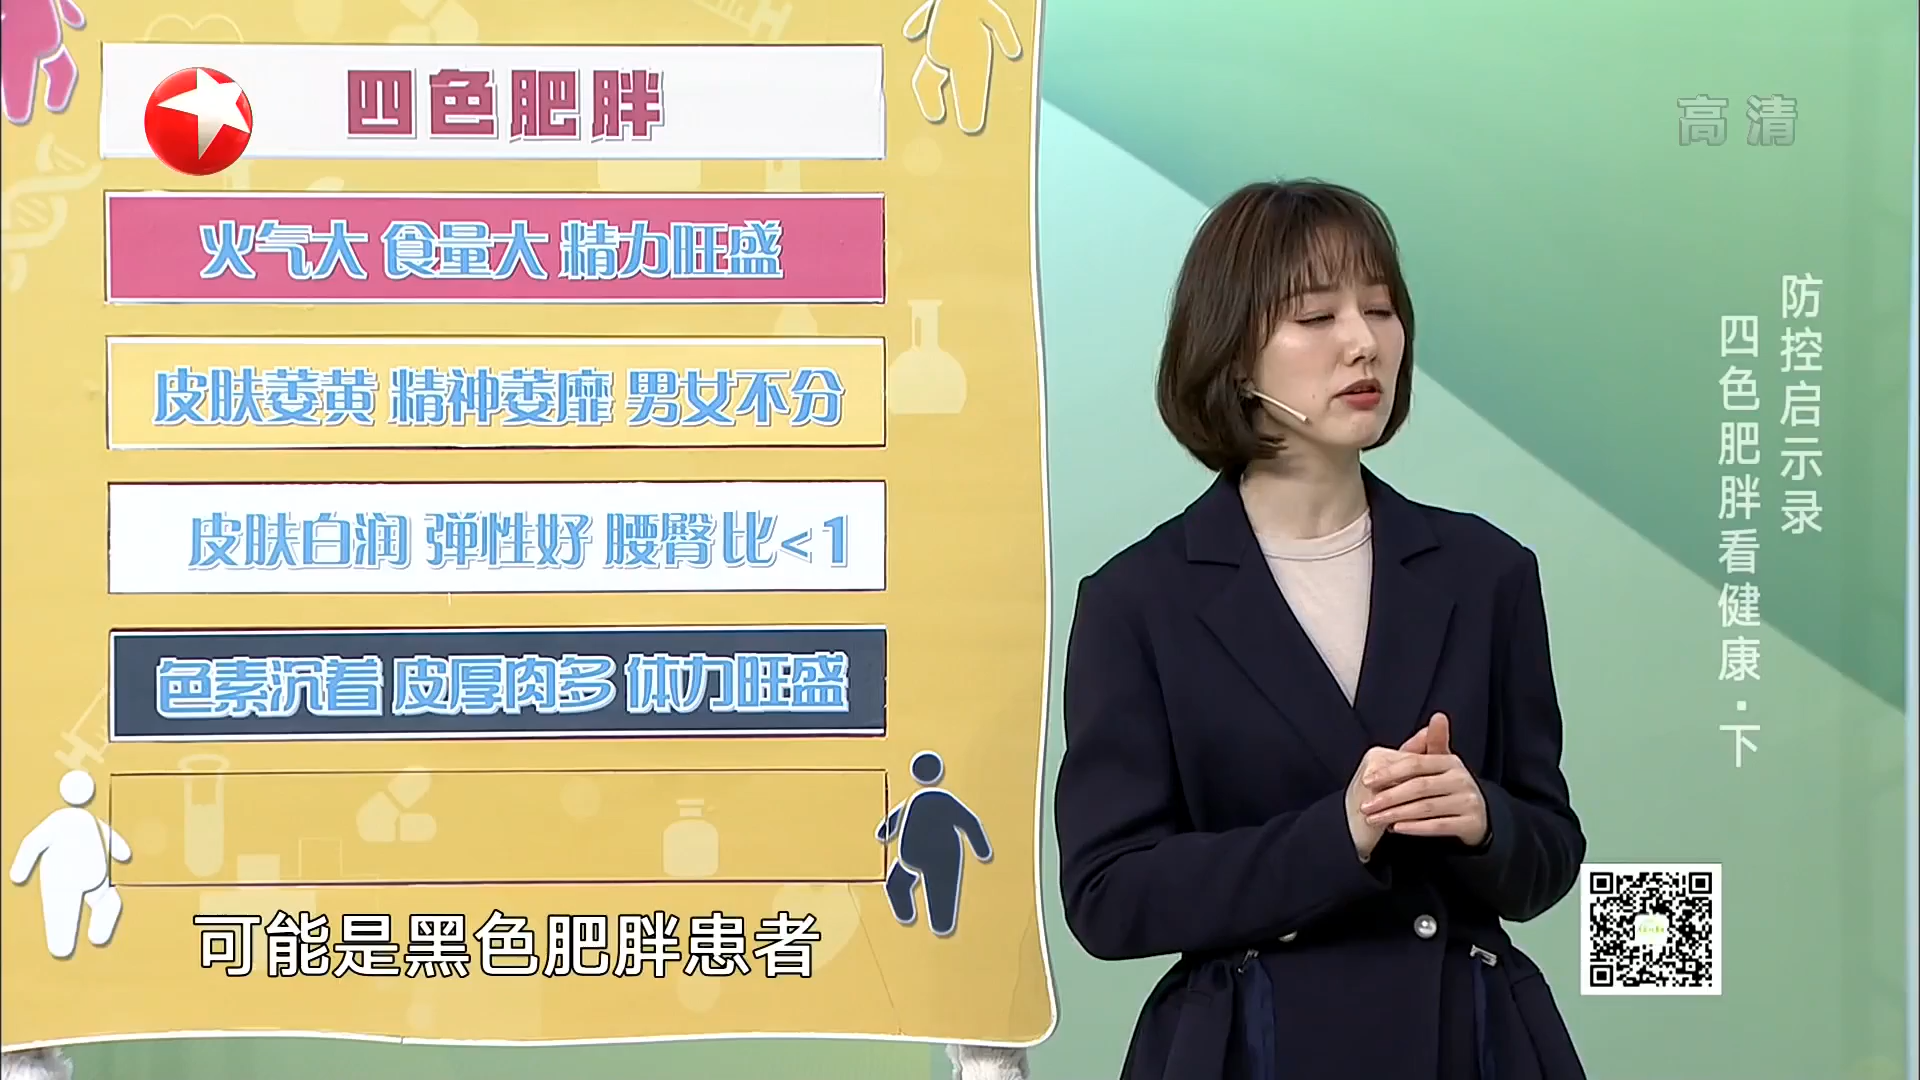 四色肥胖
火气大 食量大 精力旺盛
皮肤萎黄 精神萎靡 男女不分
皮肤白润 弹性好 腰臀比<1
色素沉着 皮厚肉多 体力旺盛
可能是黑色肥胖患者
高清
防控启示录
四色肥胖看健康·下